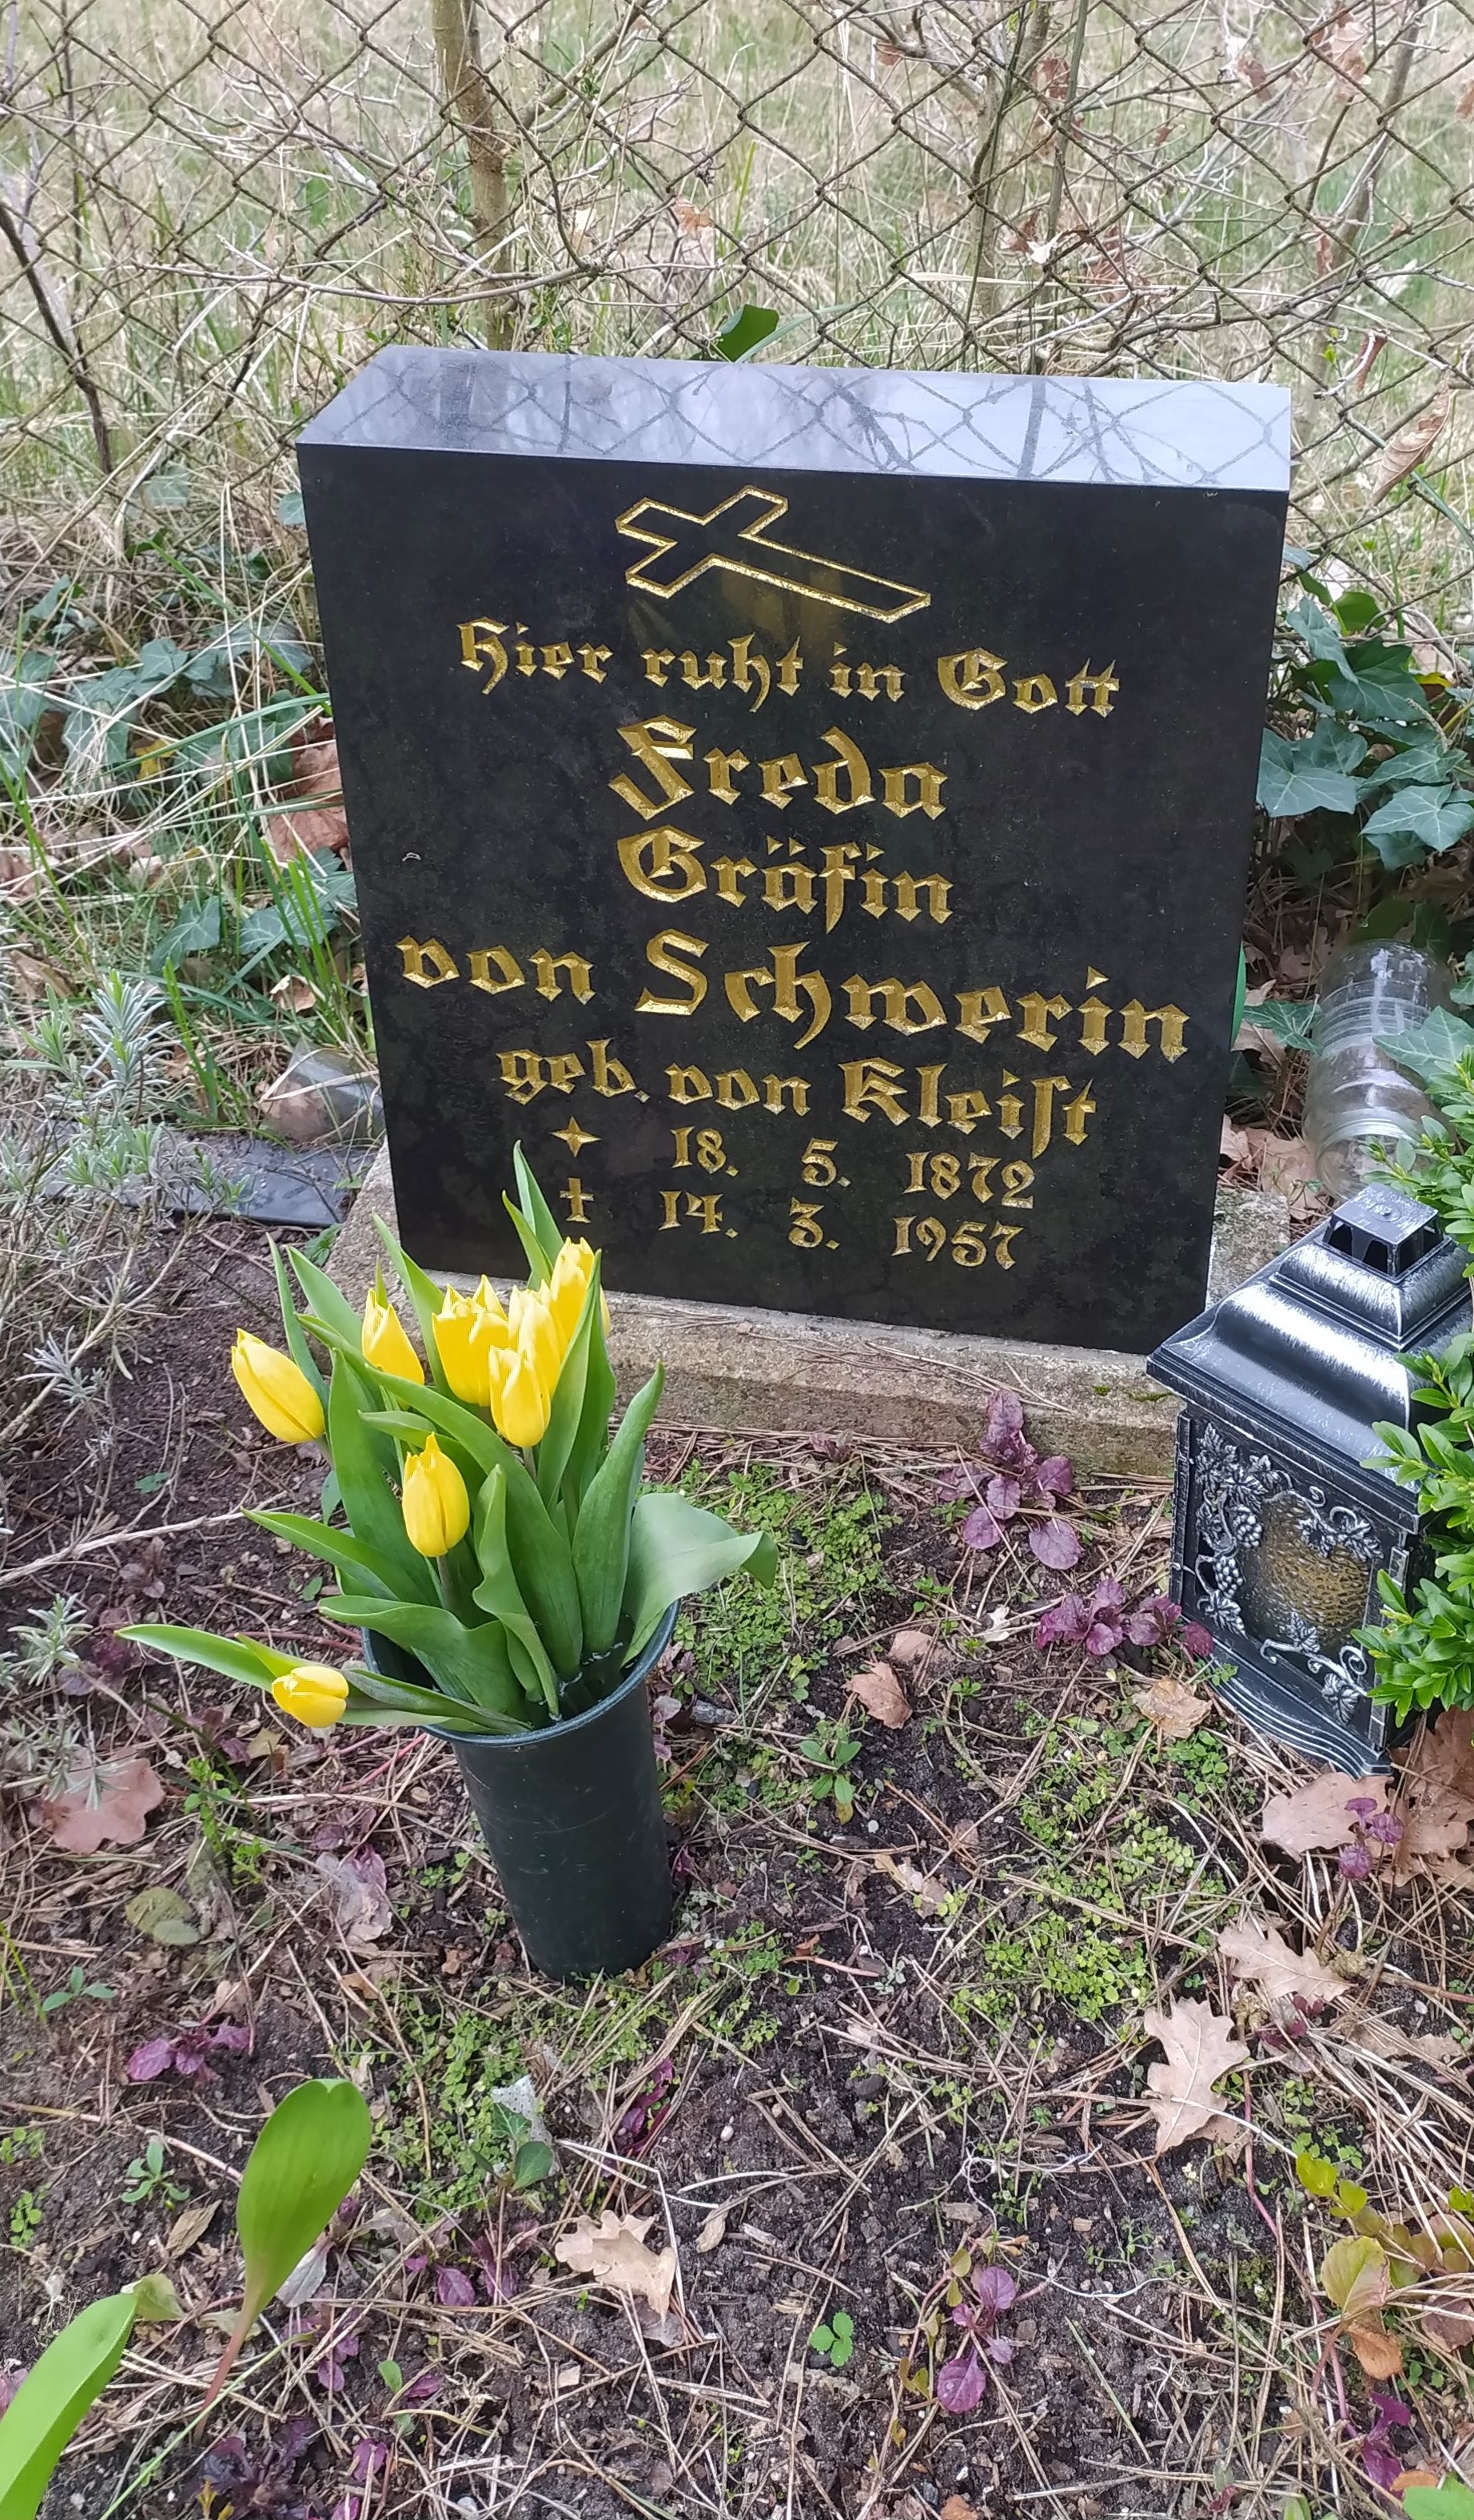 Hier ruht in Gott
Freda
Gräfin
von Schwerin
geb. von Kleiſt
✦ 18. 5. 1872
† 14. 3. 1957